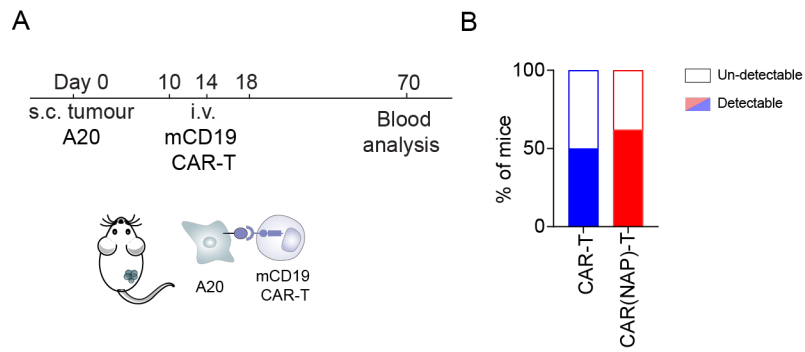 A
Day 0 10 14 18 70
s.c. tumour i.v. Blood
A20 mCD19 analysis
CAR-T
A20 mCD19
CAR-T
B
100
50
0
% of mice
CAR-T
CAR(NAP)-T
Un-detectable
Detectable